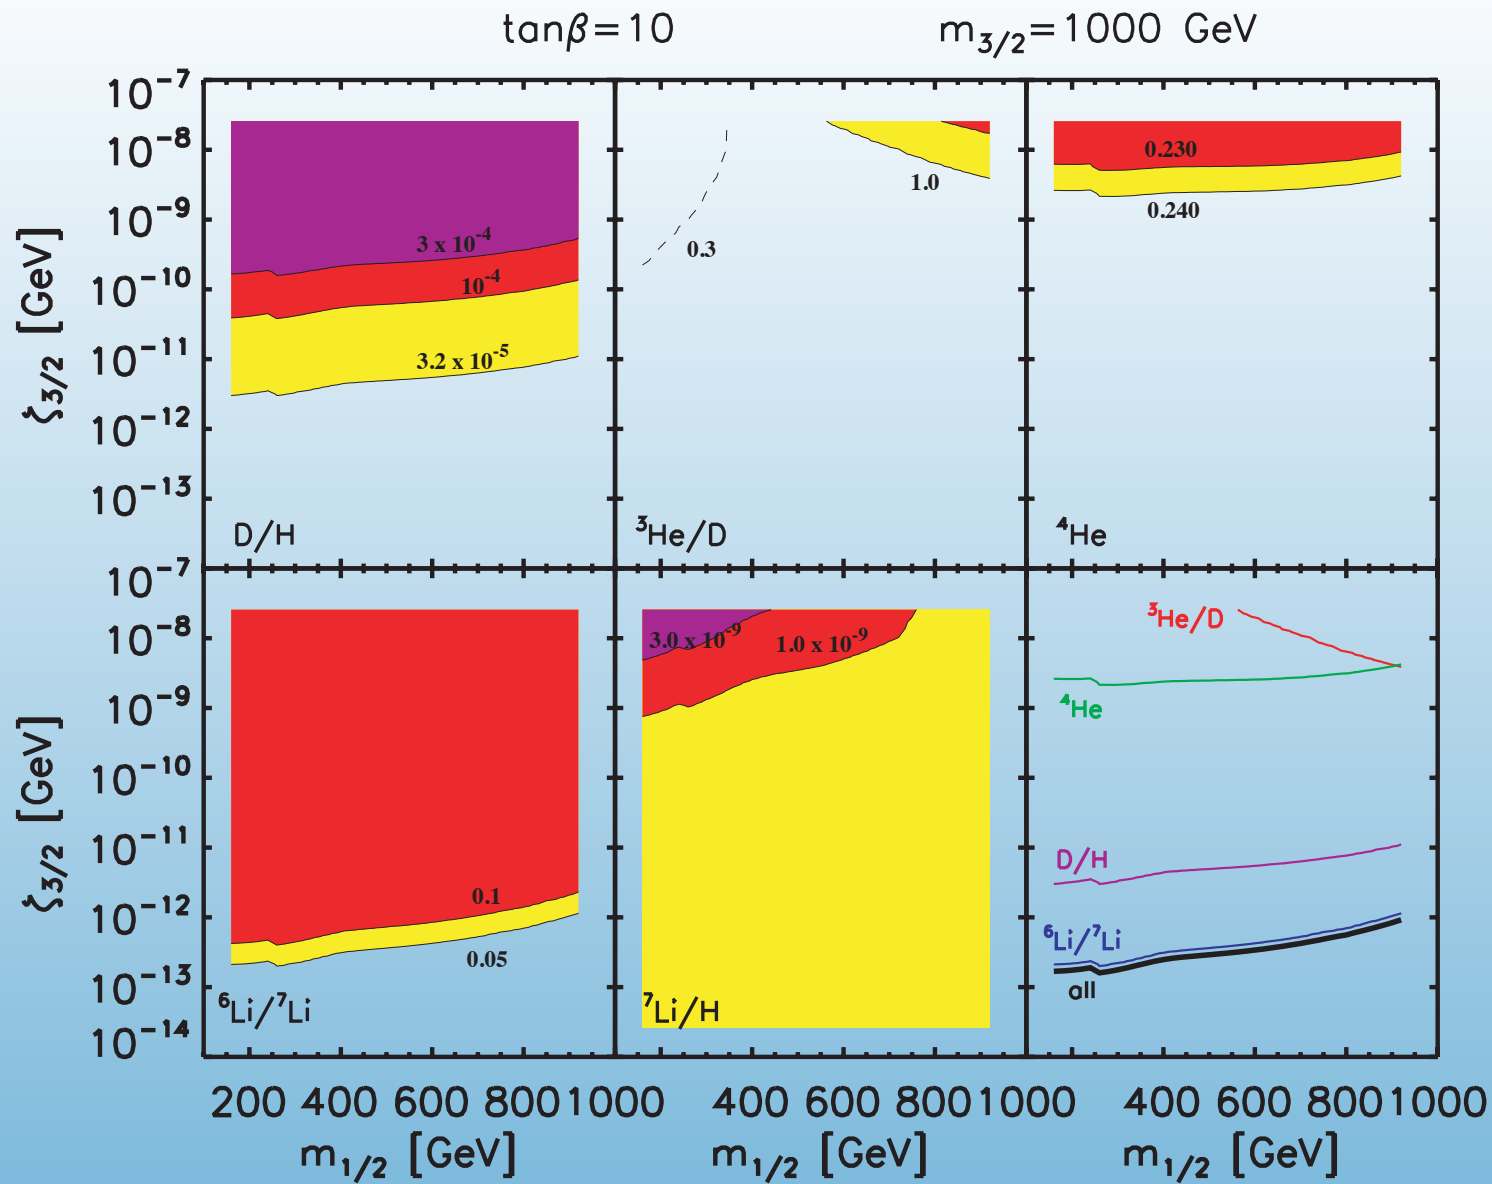 tanβ=10 m3/2=1000 GeV
10−7
10−8
10−9
10−10
10−11
10−12
10−13
ζ3/2 [GeV]
3 x 10-4
10-4
3.2 x 10-5
D/H
0.3
1.0
3He/D
0.230
0.240
4He
10−7
10−8
10−9
10−10
10−11
10−12
10−13
10−14
ζ3/2 [GeV]
0.1
0.05
6Li/7Li
3.0 x 10-9
1.0 x 10-9
7Li/H
3He/D
4He
D/H
6Li/7Li
all
200 400 600 800 1000 400 600 800 1000 400 600 800 1000
m1/2 [GeV] m1/2 [GeV] m1/2 [GeV]